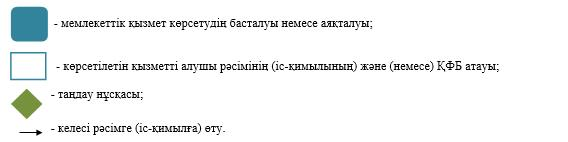 - мемлекеттік қызмет көрсетудің басталуы немесе аяқталуы;
- көрсетілетін қызметті алушы рәсімінің (іс-қимылының) және (немесе) ҚФБ атауы;
- таңдау нұсқасы;
- келесі рәсімге (іс-қимылға) өту.